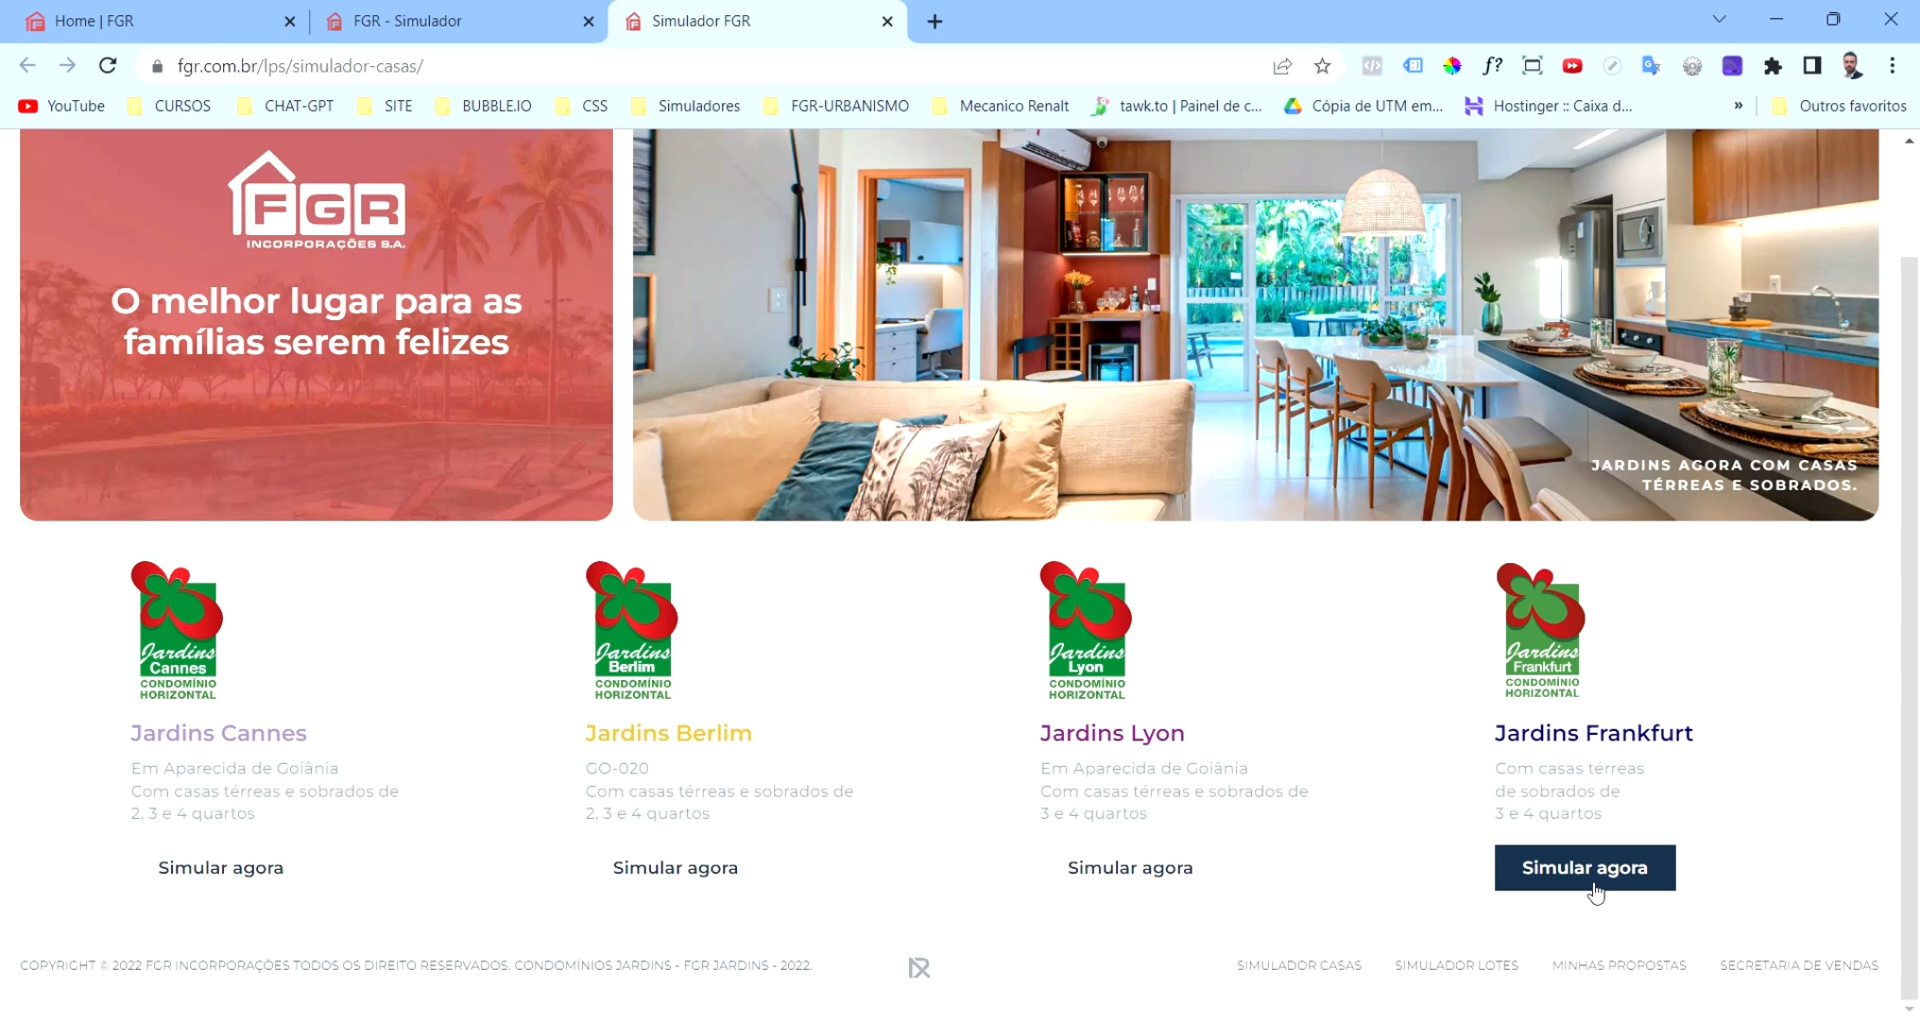 Home | FGR
FGR - Simulador
Simulador FGR
fgr.com.br/lps/simulador-casas/
f?
YouTube
CURSOS
CHAT-GPT
SITE
BUBBLE.IO
CSS
Simuladores
FGR-URBANISMO
Mecanico Renalt
tawk.to | Painel de c...
Cópia de UTM em...
Hostinger :: Caixa d...
»
Outros favoritos
FGR
INCORPORAÇÕES S.A.
O melhor lugar para as
famílias serem felizes
JARDINS AGORA COM CASAS
TÉRREAS E SOBRADOS.
Jardins
Cannes
CONDOMÍNIO
HORIZONTAL
Jardins Cannes
Em Aparecida de Goiânia
Com casas térreas e sobrados de
2, 3 e 4 quartos
Simular agora
Jardins
Berlim
CONDOMÍNIO
HORIZONTAL
Jardins Berlim
GO-020
Com casas térreas e sobrados de
2, 3 e 4 quartos
Simular agora
Jardins
Lyon
CONDOMÍNIO
HORIZONTAL
Jardins Lyon
Em Aparecida de Goiânia
Com casas térreas e sobrados de
3 e 4 quartos
Simular agora
Jardins
Frankfurt
CONDOMÍNIO
HORIZONTAL
Jardins Frankfurt
Com casas térreas
de sobrados de
3 e 4 quartos
Simular agora
COPYRIGHT © 2022 FGR INCORPORAÇÕES TODOS OS DIREITO RESERVADOS. CONDOMÍNIOS JARDINS - FGR JARDINS - 2022.
SIMULADOR CASAS
SIMULADOR LOTES
MINHAS PROPOSTAS
SECRETARIA DE VENDAS